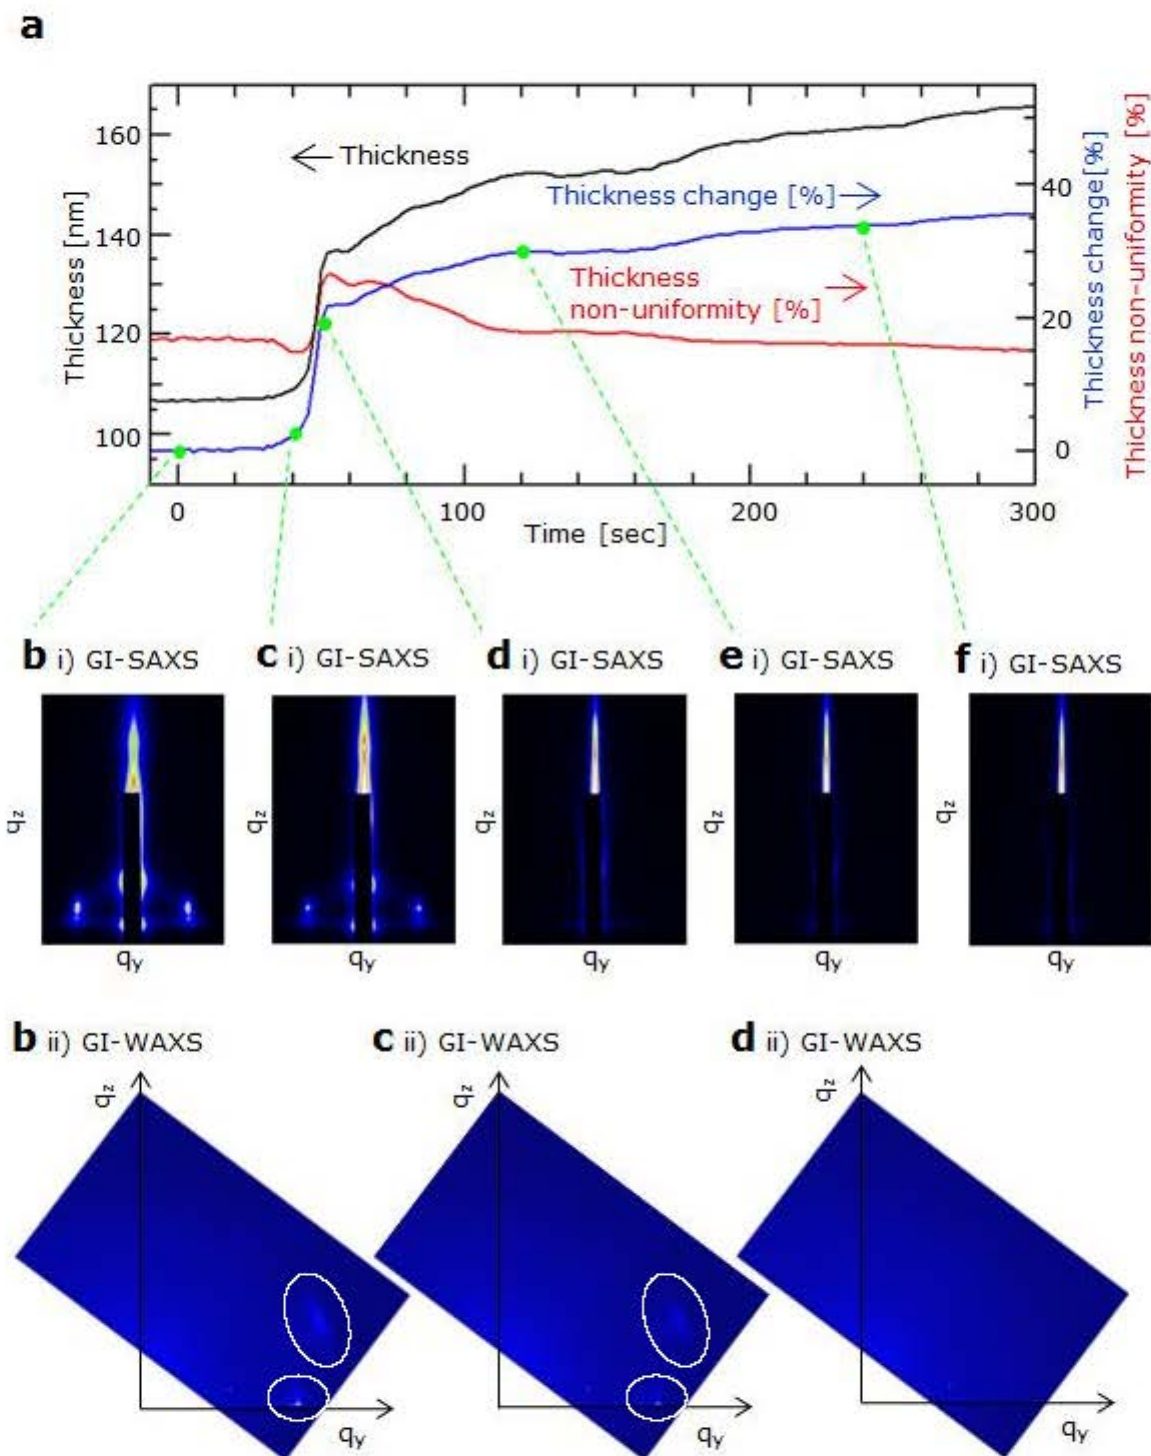 a
160
140
120
100
Thickness [nm]
← Thickness
Thickness change [%] →
Thickness
non-uniformity [%] →
40
20
0
Thickness change[%]
Thickness non-uniformity [%]
0 100 200 300
Time [sec]
b i) GI-SAXS
c i) GI-SAXS
d i) GI-SAXS
e i) GI-SAXS
f i) GI-SAXS
qz qz qz qz qz
qy qy qy qy qy
b ii) GI-WAXS
c ii) GI-WAXS
d ii) GI-WAXS
qz qz qz
qy qy qy